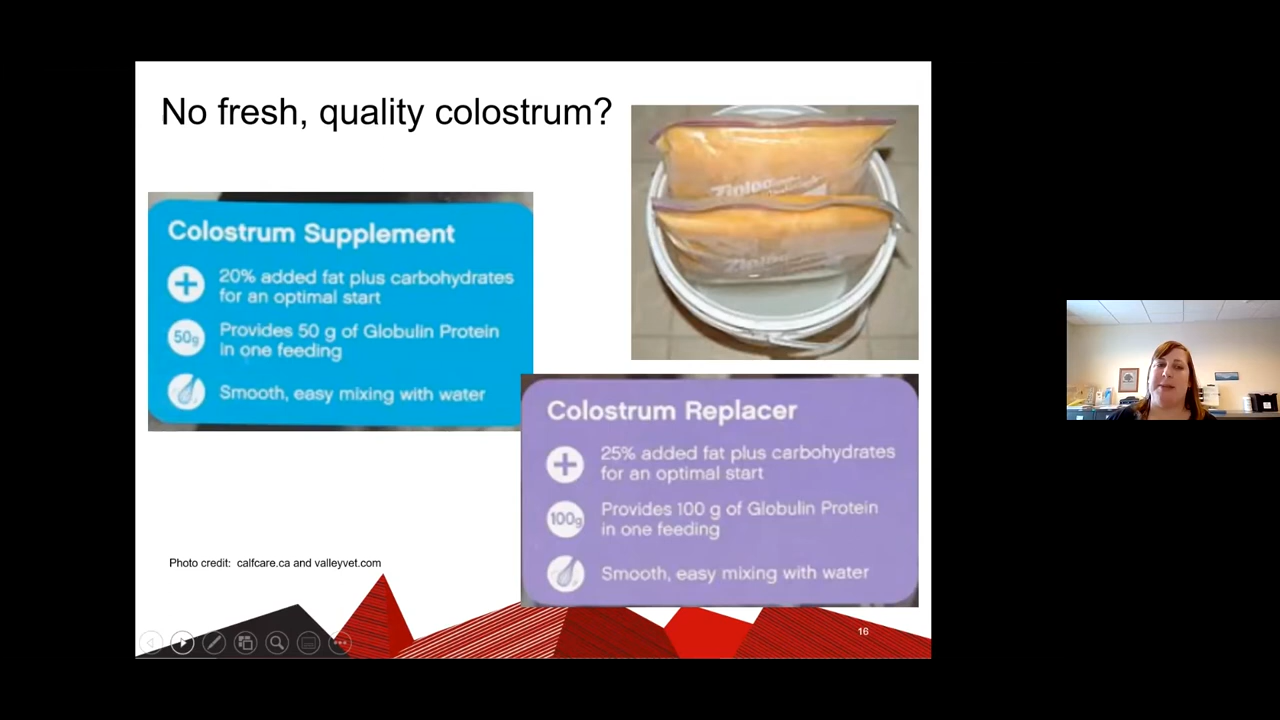 No fresh, quality colostrum?
Ziploc
Ziploc
Colostrum Supplement
20% added fat plus carbohydrates
for an optimal start
50g
Provides 50 g of Globulin Protein
in one feeding
Smooth, easy mixing with water
Colostrum Replacer
25% added fat plus carbohydrates
for an optimal start
100g
Provides 100 g of Globulin Protein
in one feeding
Smooth, easy mixing with water
Photo credit: calfcare.ca and valleyvet.com
16